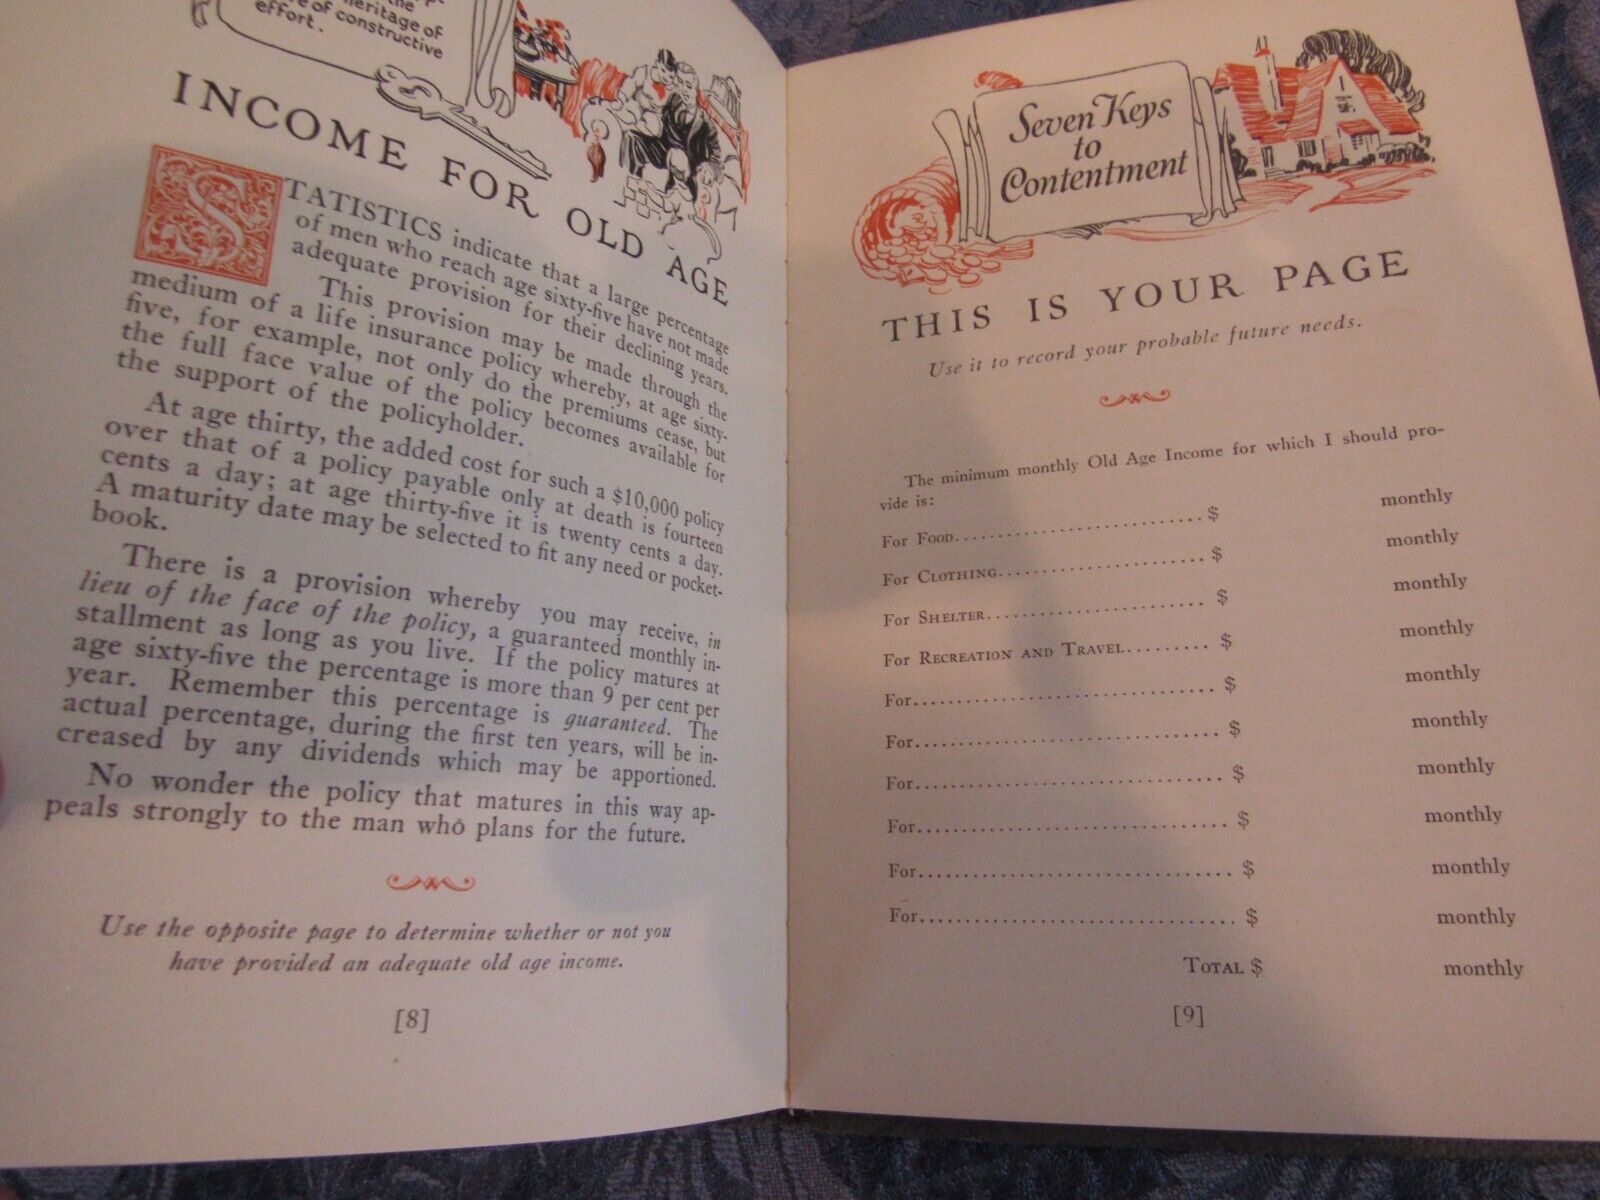 the
heritage of
of constructive
effort.
INCOME FOR OLD AGE
STATISTICS indicate that a large percentage
of men who reach age sixty-five have not made
adequate provision for their declining years.
This provision may be made through the
medium of a life insurance policy whereby, at age sixty-
five, for example, not only do the premiums cease, but
the full face value of the policy becomes available for
the support of the policyholder.
At age thirty, the added cost for such a $10,000 policy
over that of a policy payable only at death is fourteen
cents a day; at age thirty-five it is twenty cents a day.
A maturity date may be selected to fit any need or pocket-
book.
There is a provision whereby you may receive, in
lieu of the face of the policy, a guaranteed monthly in-
stallment as long as you live. If the policy matures at
age sixty-five the percentage is more than 9 per cent per
year. Remember this percentage is guaranteed. The
actual percentage, during the first ten years, will be in-
creased by any dividends which may be apportioned.
No wonder the policy that matures in this way ap-
peals strongly to the man who plans for the future.
Use the opposite page to determine whether or not you
have provided an adequate old age income.
[8]
Seven Keys
to
Contentment
THIS IS YOUR PAGE
Use it to record your probable future needs.
The minimum monthly Old Age Income for which I should pro-
vide is:
For Food............................$ monthly
For Clothing.......................$ monthly
For Shelter........................$ monthly
For Recreation and Travel.........$ monthly
For.................................$ monthly
For.................................$ monthly
For.................................$ monthly
For.................................$ monthly
For.................................$ monthly
For.................................$ monthly
Total $ monthly
[9]